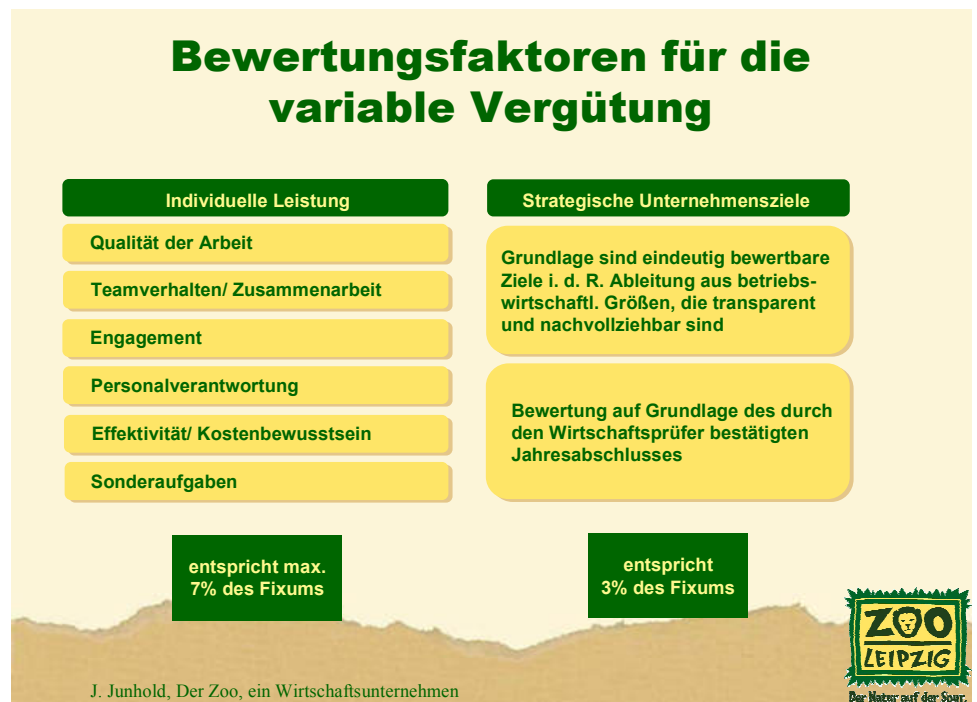 Bewertungsfaktoren für die
variable Vergütung
Individuelle Leistung
Qualität der Arbeit
Teamverhalten/ Zusammenarbeit
Engagement
Personalverantwortung
Effektivität/ Kostenbewusstsein
Sonderaufgaben
entspricht max.
7% des Fixums
Strategische Unternehmensziele
Grundlage sind eindeutig bewertbare
Ziele i. d. R. Ableitung aus betriebs-
wirtschaftl. Größen, die transparent
und nachvollziehbar sind
Bewertung auf Grundlage des durch
den Wirtschaftsprüfer bestätigten
Jahresabschlusses
entspricht
3% des Fixums
ZOO
LEIPZIG
Der Natur auf der Spur.
J. Junhold, Der Zoo, ein Wirtschaftsunternehmen